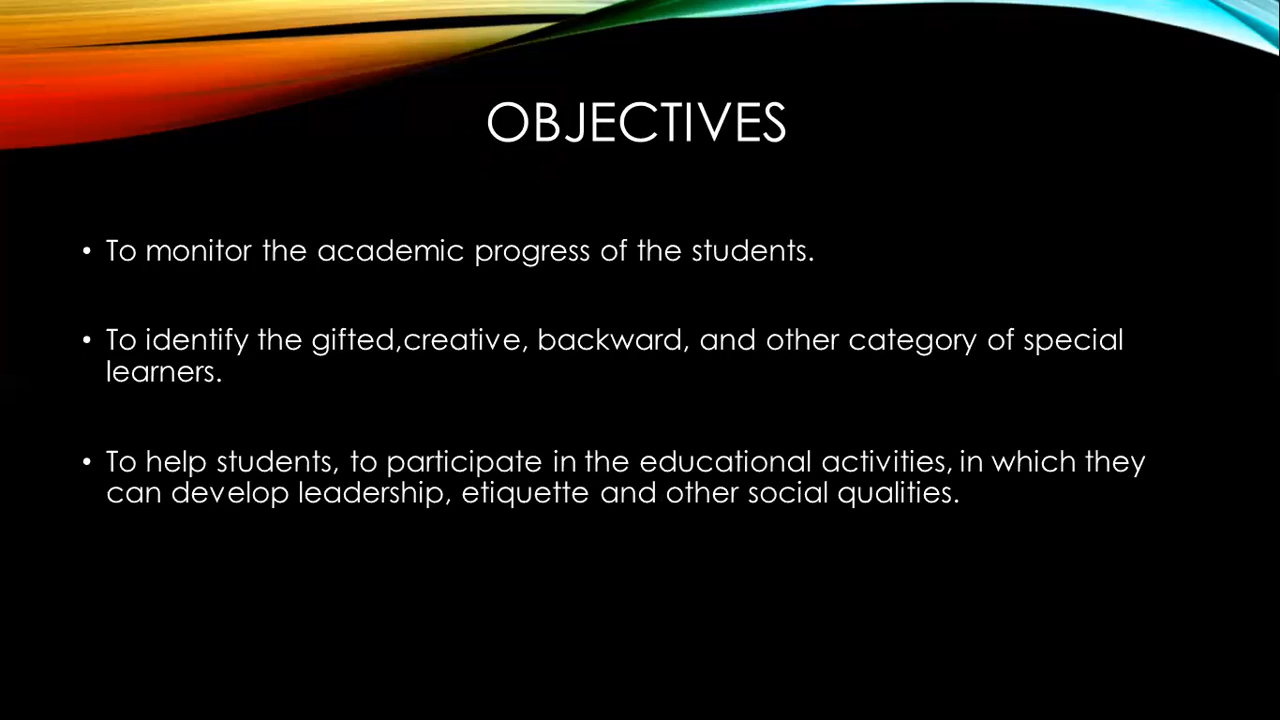 OBJECTIVES
• To monitor the academic progress of the students.
• To identify the gifted,creative, backward, and other category of special
learners.
• To help students, to participate in the educational activities, in which they
can develop leadership, etiquette and other social qualities.